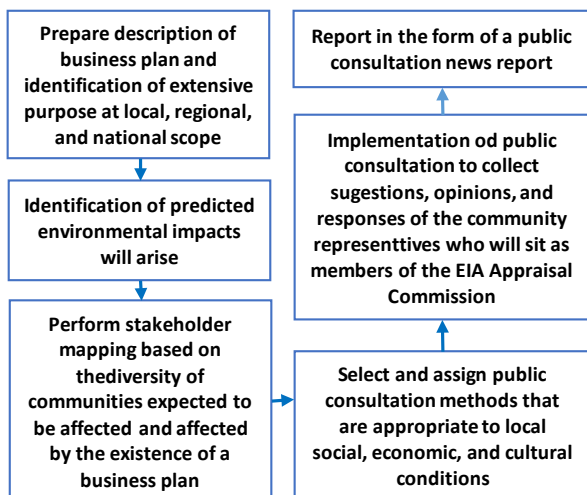 Prepare description of
business plan and
identification of extensive
purpose at local, regional,
and national scope
Identification of predicted
environmental impacts
will arise
Perform stakeholder
mapping based on
thediversity of
communities expected to
be affected and affected
by the existence of a
business plan
Select and assign public
consultation methods that
are appropriate to local
social, economic, and cultural
conditions
Implementation od public
consultation to collect
sugestions, opinions, and
responses of the community
representtives who will sit as
members of the EIA Appraisal
Commission
Report in the form of a public
consultation news report